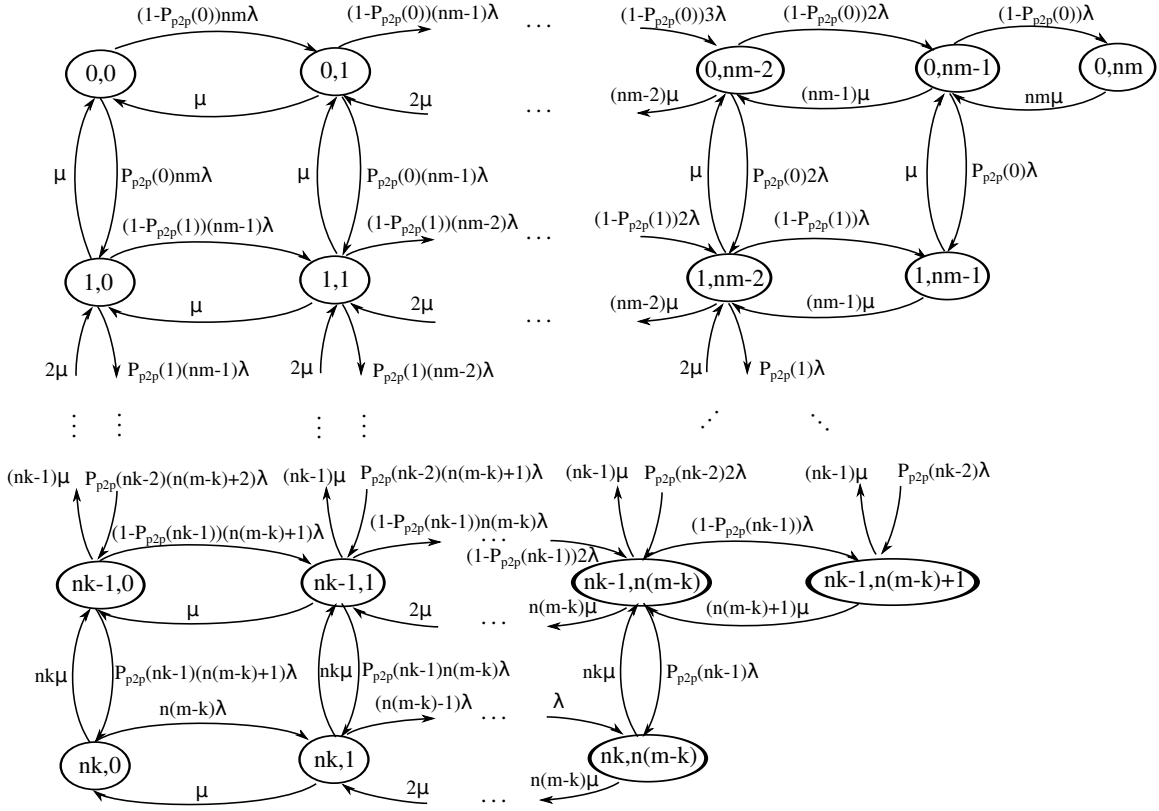 (1-P_p2p(0))nmλ (1-P_p2p(0))(nm-1)λ ... (1-P_p2p(0))3λ (1-P_p2p(0))2λ (1-P_p2p(0))λ
0,0 0,1 0,nm-2 0,nm-1 0,nm
μ 2μ ... (nm-2)μ (nm-1)μ nmμ
μ P_p2p(0)nmλ μ P_p2p(0)(nm-1)λ μ P_p2p(0)2λ μ P_p2p(0)λ
(1-P_p2p(1))(nm-1)λ (1-P_p2p(1))(nm-2)λ ... (1-P_p2p(1))2λ (1-P_p2p(1))λ
1,0 1,1 1,nm-2 1,nm-1
μ 2μ ... (nm-2)μ (nm-1)μ
2μ P_p2p(1)(nm-1)λ 2μ P_p2p(1)(nm-2)λ 2μ P_p2p(1)λ
(nk-1)μ P_p2p(nk-2)(n(m-k)+2)λ (nk-1)μ P_p2p(nk-2)(n(m-k)+1)λ (nk-1)μ P_p2p(nk-2)2λ (nk-1)μ P_p2p(nk-2)λ
(1-P_p2p(nk-1))(n(m-k)+1)λ (1-P_p2p(nk-1))n(m-k)λ ... (1-P_p2p(nk-1))2λ (1-P_p2p(nk-1))λ
nk-1,0 nk-1,1 nk-1,n(m-k) nk-1,n(m-k)+1
μ 2μ ... n(m-k)μ (n(m-k)+1)μ
nkμ P_p2p(nk-1)(n(m-k)+1)λ nkμ P_p2p(nk-1)n(m-k)λ nkμ P_p2p(nk-1)λ
n(m-k)λ (n(m-k)-1)λ ... λ
nk,0 nk,1 nk,n(m-k)
μ 2μ ... n(m-k)μ